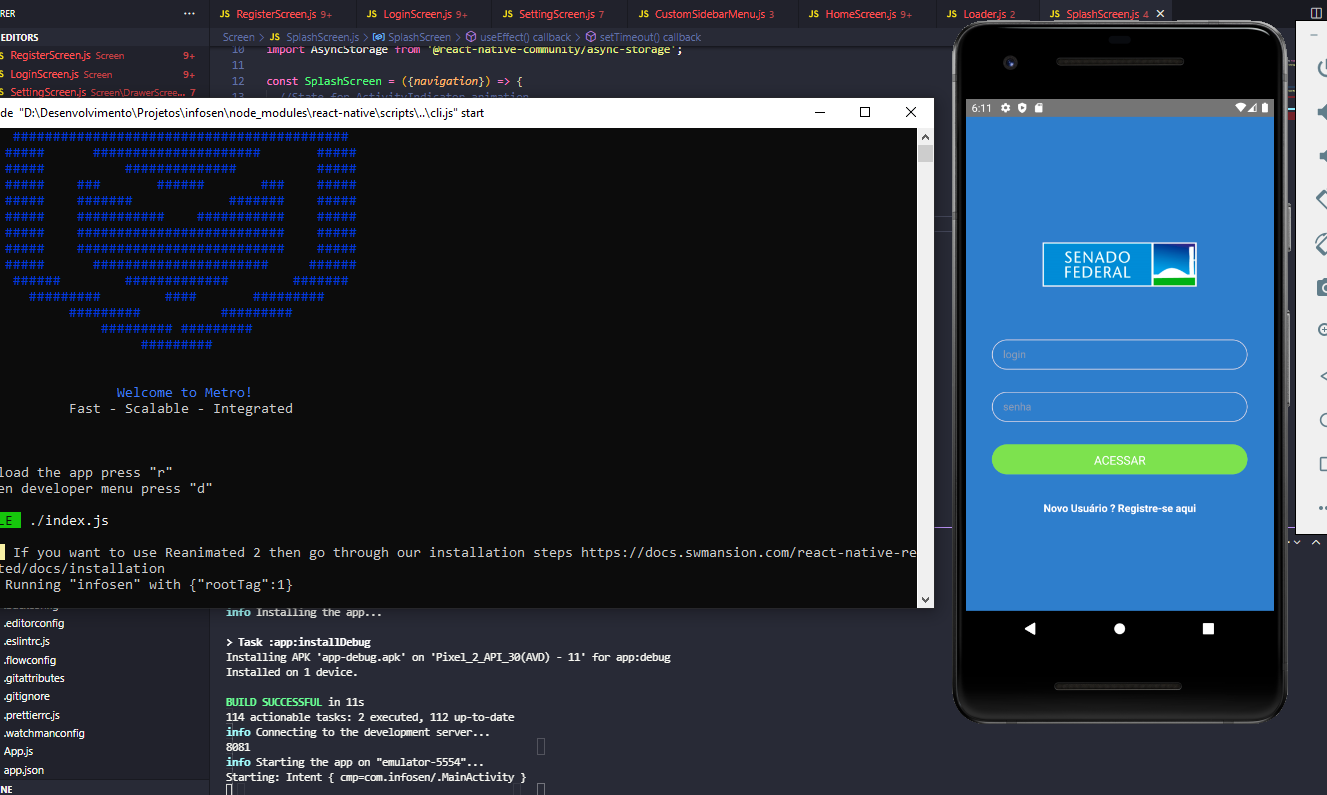 RER
···
JS RegisterScreen.js 9+
JS LoginScreen.js 9+
JS SettingScreen.js 7
JS CustomSidebarMenu.js 3
JS HomeScreen.js 9+
JS Loader.js 2
JS SplashScreen.js 4
EDITORS
RegisterScreen.js Screen 9+
LoginScreen.js Screen 9+
SettingScreen.js Screen\DrawerScree... 7
Screen > JS SplashScreen.js > SplashScreen > useEffect() callback > setTimeout() callback
10 import AsyncStorage from '@react-native-community/async-storage';
11
12 const SplashScreen = ({navigation}) => {
13 //State for ActivityIndicator animation
de "D:\Desenvolvimento\Projetos\infosen\node_modules\react-native\scripts\..\cli.js" start
##########################################
##### ##################### #####
##### ############## #####
##### ### ###### ### #####
##### ####### ####### #####
##### ########### ########### #####
##### ########################## #####
##### ########################## #####
##### ###################### ######
###### ############# #######
######### #### #########
######### #########
######### #########
#########
Welcome to Metro!
Fast - Scalable - Integrated
load the app press "r"
en developer menu press "d"
LE ./index.js
If you want to use Reanimated 2 then go through our installation steps https://docs.swmansion.com/react-native-re
ted/docs/installation
Running "infosen" with {"rootTag":1}
.editorconfig
.eslintrc.js
.flowconfig
.gitattributes
.gitignore
.prettierrc.js
.watchmanconfig
App.js
app.json
NE
info Installing the app...
> Task :app:installDebug
Installing APK 'app-debug.apk' on 'Pixel_2_API_30(AVD) - 11' for app:debug
Installed on 1 device.
BUILD SUCCESSFUL in 11s
114 actionable tasks: 2 executed, 112 up-to-date
info Connecting to the development server...
8081
info Starting the app on "emulator-5554"...
Starting: Intent { cmp=com.infosen/.MainActivity }
6:11
SENADO
FEDERAL
login
senha
ACESSAR
Novo Usuário ? Registre-se aqui